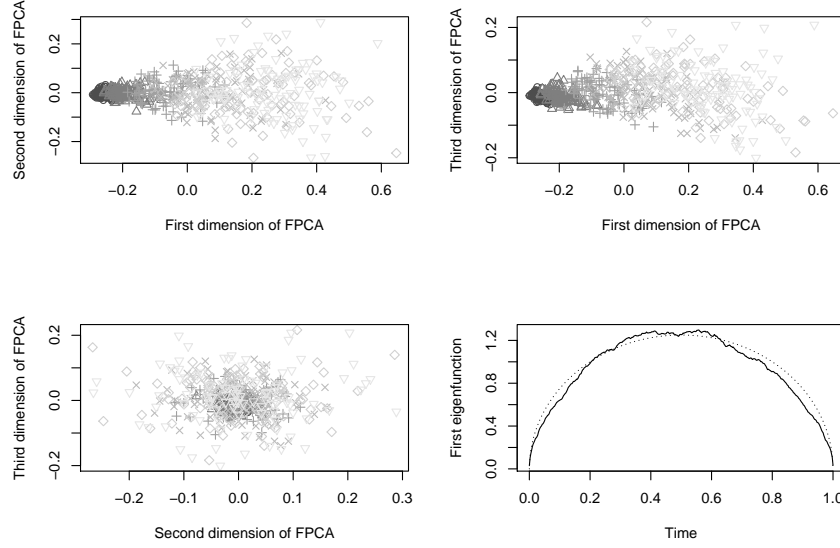 Second dimension of FPCA
0.2
0.0
−0.2
−0.2 0.0 0.2 0.4 0.6
First dimension of FPCA
Third dimension of FPCA
0.2
0.0
−0.2
−0.2 0.0 0.2 0.4 0.6
First dimension of FPCA
Third dimension of FPCA
0.2
0.0
−0.2
−0.2 −0.1 0.0 0.1 0.2 0.3
Second dimension of FPCA
First eigenfunction
1.2
0.8
0.4
0.0
0.0 0.2 0.4 0.6 0.8 1.0
Time